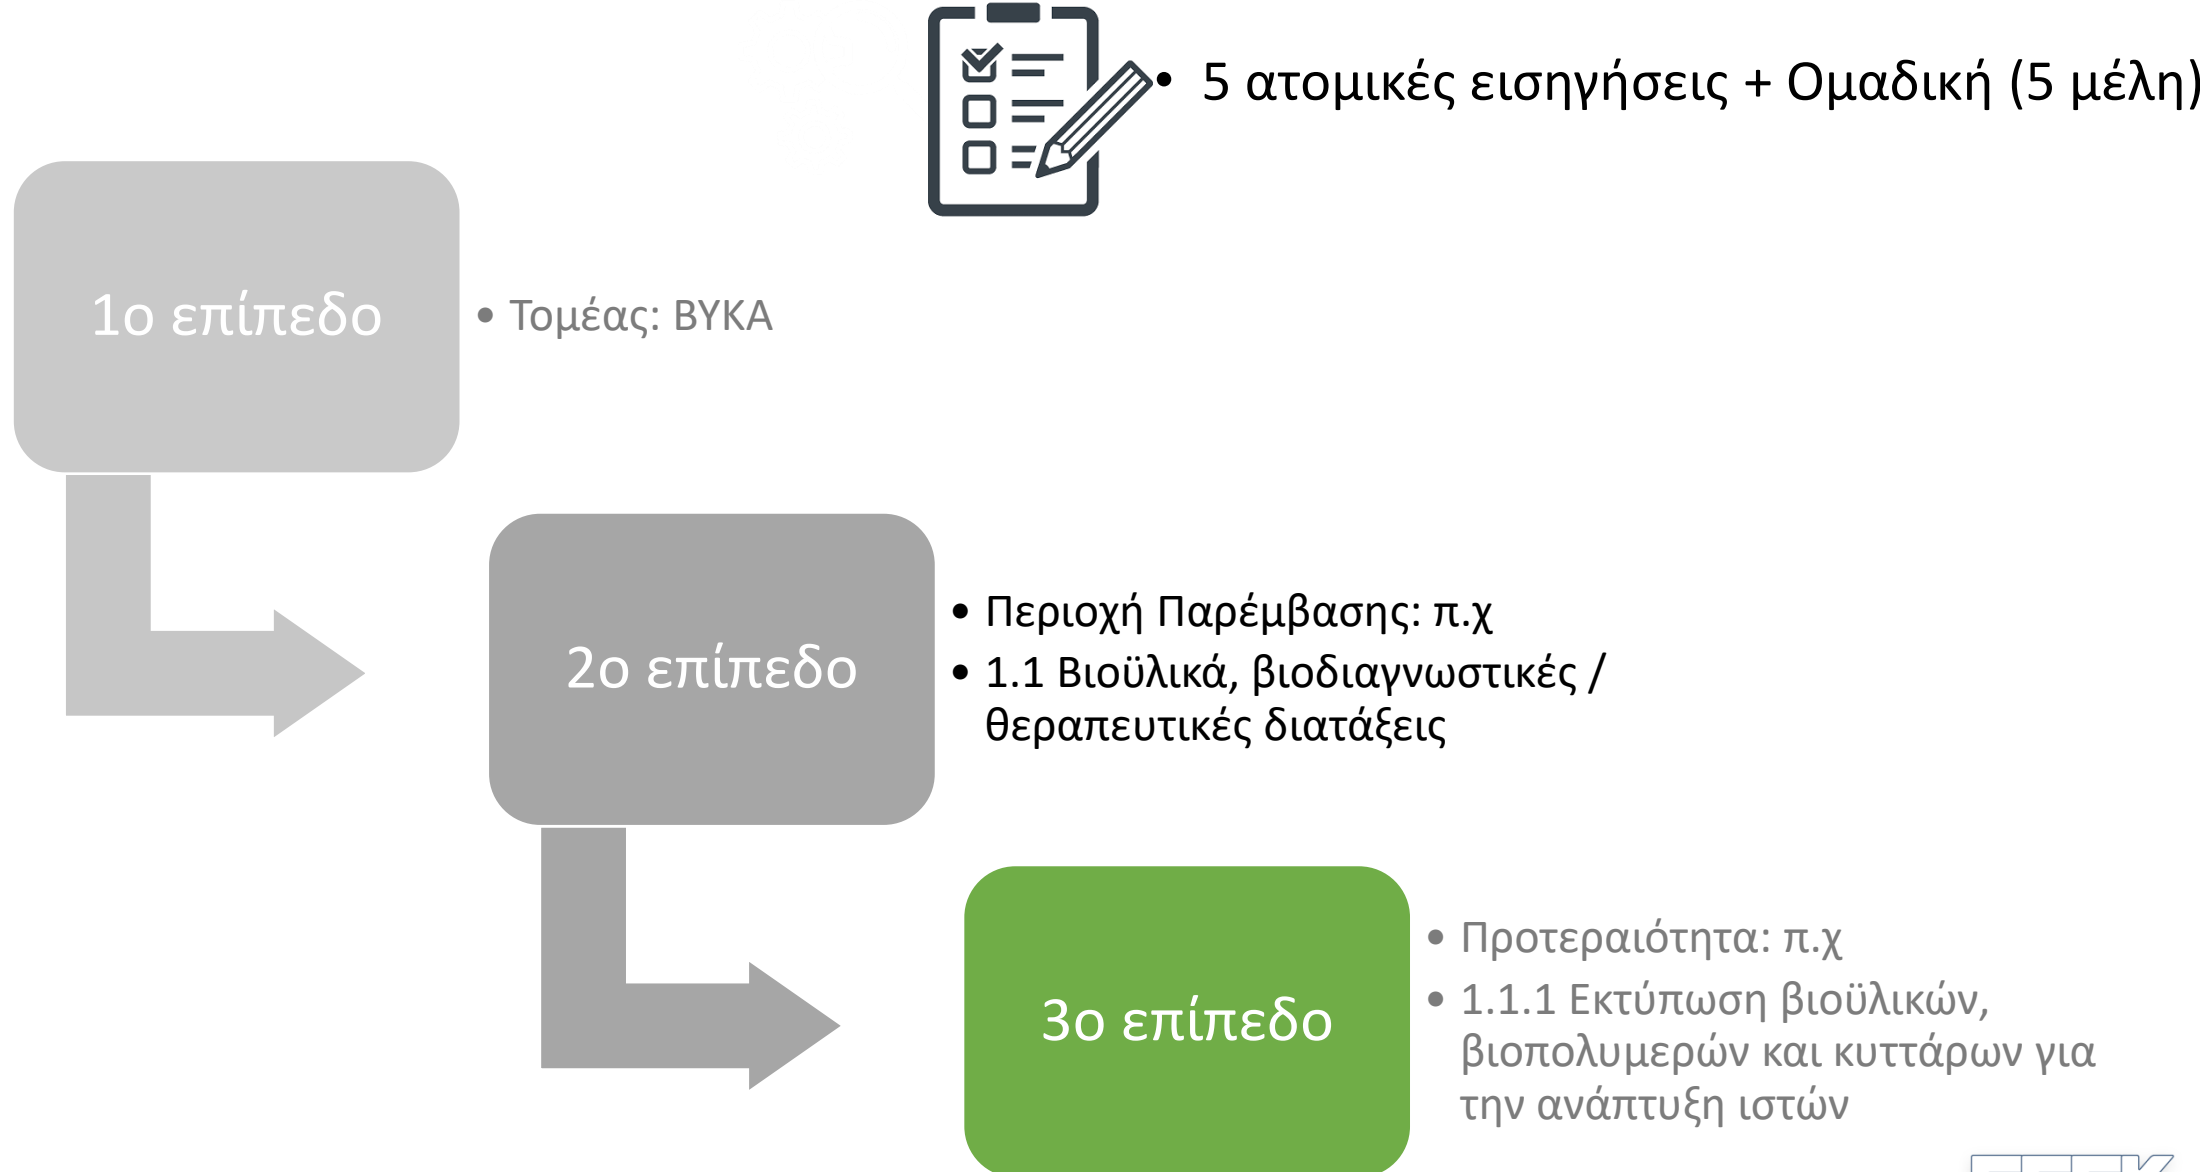 • 5 ατομικές εισηγήσεις + Ομαδική (5 μέλη)
1ο επίπεδο
• Τομέας: ΒΥΚΑ
2ο επίπεδο
• Περιοχή Παρέμβασης: π.χ
• 1.1 Βιοϋλικά, βιοδιαγνωστικές /
θεραπευτικές διατάξεις
3ο επίπεδο
• Προτεραιότητα: π.χ
• 1.1.1 Εκτύπωση βιοϋλικών,
βιοπολυμερών και κυττάρων για
την ανάπτυξη ιστών